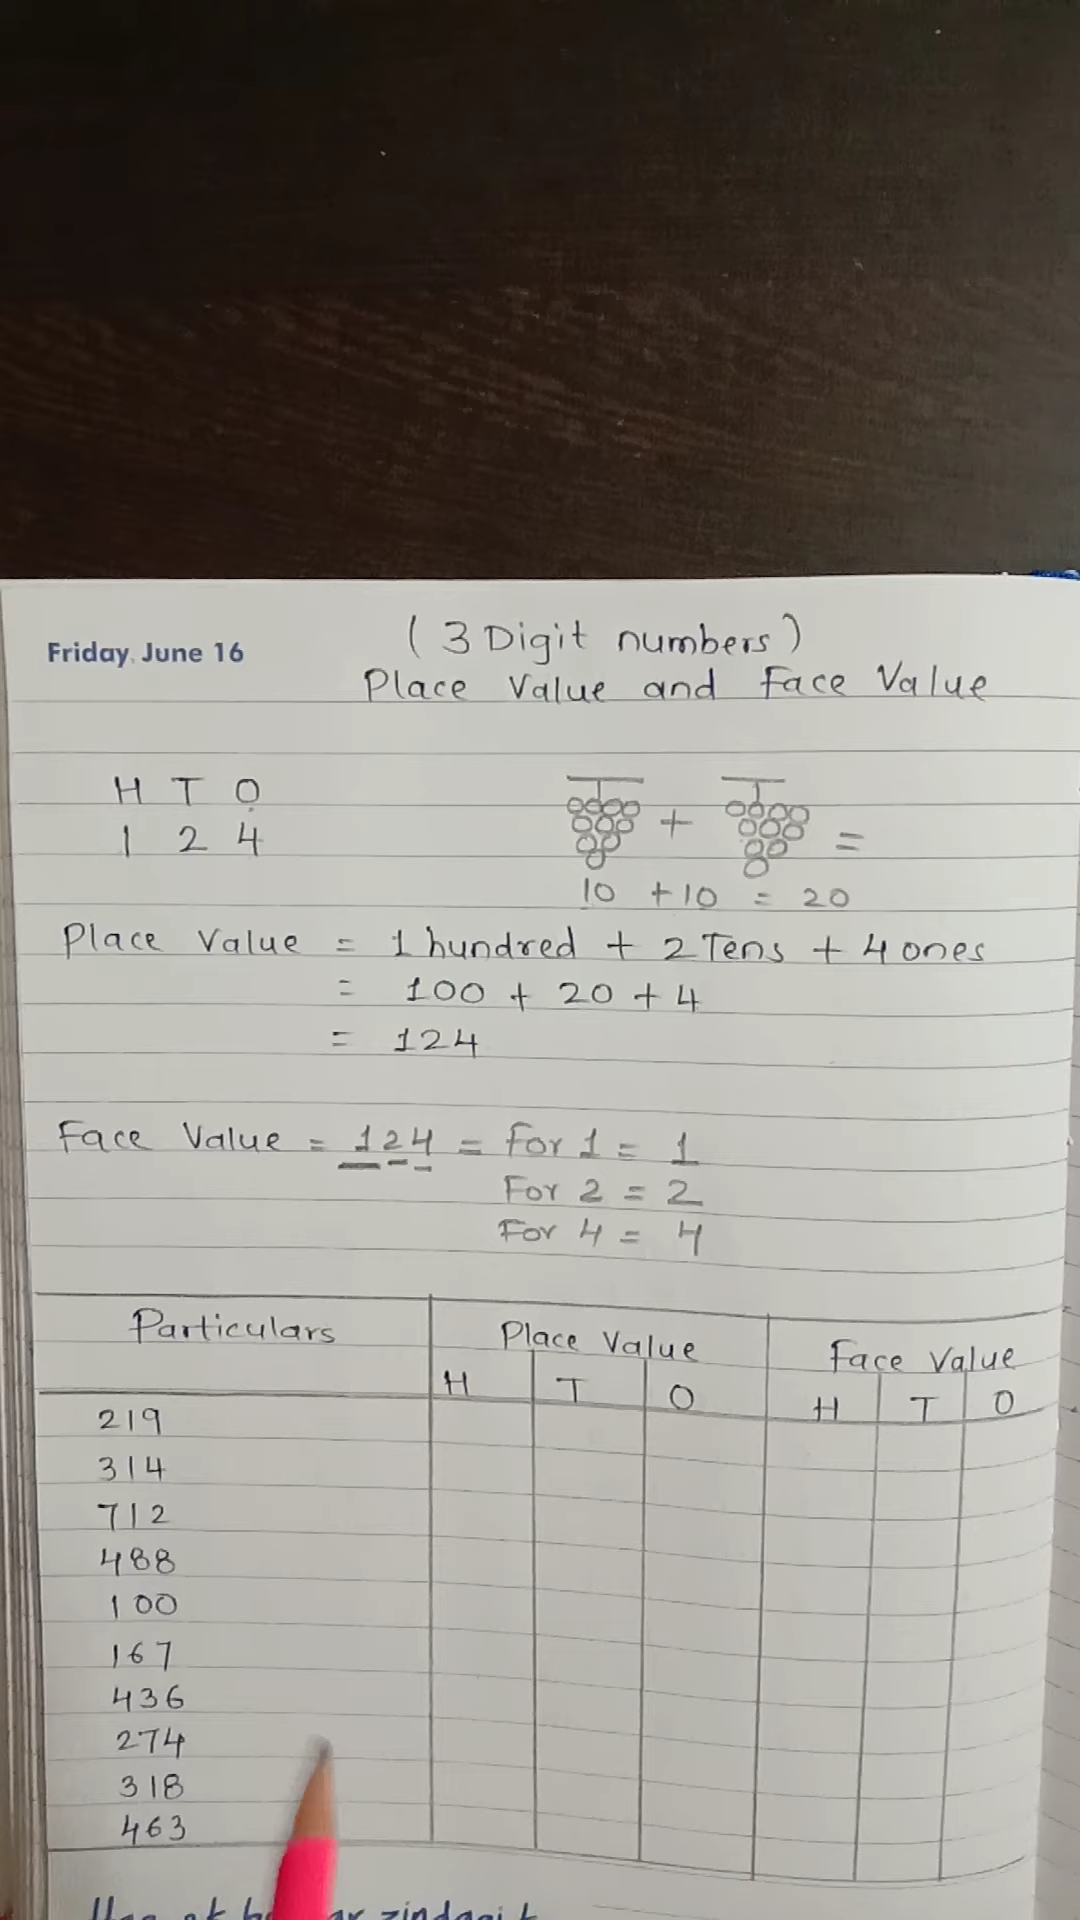 Friday, June 16
(3 Digit numbers)
Place Value and Face Value
H T O
1 2 4
+ =
10 + 10 = 20
Place Value = 1 hundred + 2 Tens + 4 ones
= 100 + 20 + 4
= 124
Face Value = 124 = For 1 = 1
For 2 = 2
For 4 = 4
Particulars Place Value Face Value
H T O H T O
219
314
712
488
100
167
436
274
318
463
zindagi